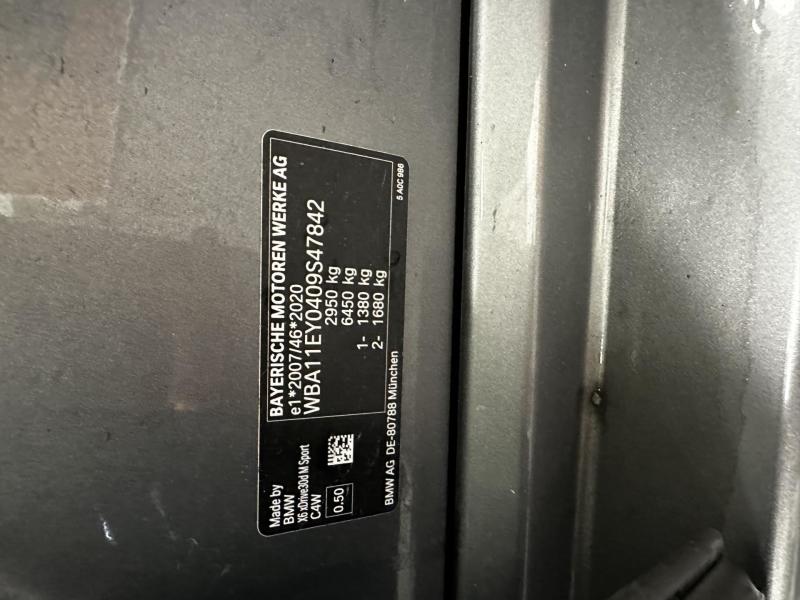 BAYERISCHE MOTOREN WERKE AG
e1*2007/46*2020
WBA11EY0409S47842
2950 kg
6450 kg
1- 1380 kg
2- 1680 kg
5 A0C 986
Made by
BMW
X6 xDrive30d M Sport
C4W
0.50
BMW AG DE-80788 München